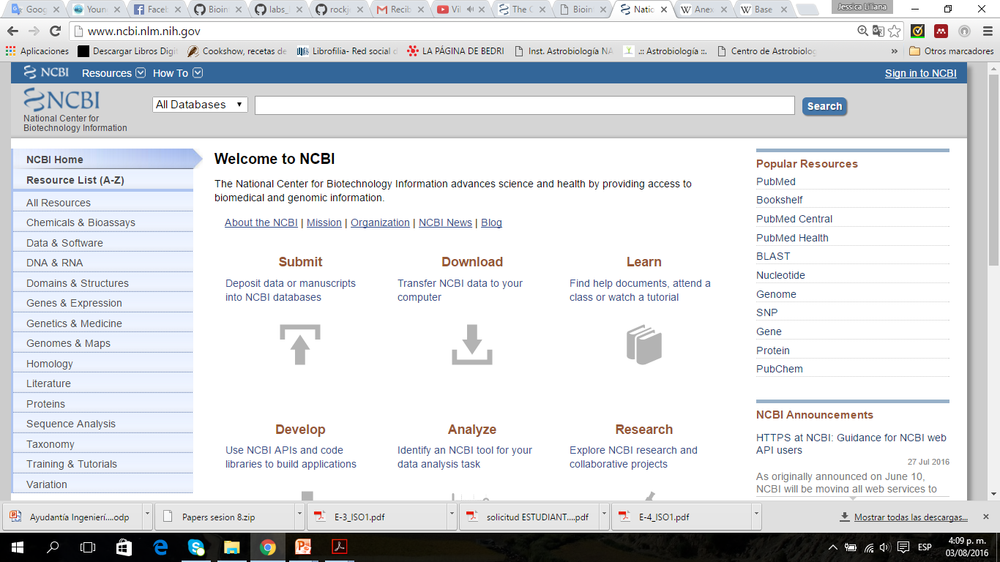 Goog
Youn
Faceb
Bioint
labs_
rockje
Recib
Vil
The C
Bioint
Natio
Anex
Base
Jessica Liliana
www.ncbi.nlm.nih.gov
Aplicaciones
Descargar Libros Digit
Cookshow, recetas de
Librofilia- Red social d
LA PÁGINA DE BEDRI
Inst. Astrobiología NA
.:: Astrobiología ::.
Centro de Astrobiolog
»
Otros marcadores
NCBI Resources How To
Sign in to NCBI
NCBI
National Center for
Biotechnology Information
All Databases
Search
NCBI Home
Resource List (A-Z)
All Resources
Chemicals & Bioassays
Data & Software
DNA & RNA
Domains & Structures
Genes & Expression
Genetics & Medicine
Genomes & Maps
Homology
Literature
Proteins
Sequence Analysis
Taxonomy
Training & Tutorials
Variation
Welcome to NCBI
The National Center for Biotechnology Information advances science and health by providing access to
biomedical and genomic information.
About the NCBI | Mission | Organization | NCBI News | Blog
Submit
Deposit data or manuscripts
into NCBI databases
Download
Transfer NCBI data to your
computer
Learn
Find help documents, attend a
class or watch a tutorial
Develop
Use NCBI APIs and code
libraries to build applications
Analyze
Identify an NCBI tool for your
data analysis task
Research
Explore NCBI research and
collaborative projects
Popular Resources
PubMed
Bookshelf
PubMed Central
PubMed Health
BLAST
Nucleotide
Genome
SNP
Gene
Protein
PubChem
NCBI Announcements
HTTPS at NCBI: Guidance for NCBI web
API users
27 Jul 2016
As originally announced on June 10,
NCBI will be moving all web services to
Ayudantía Ingenierí....odp
Papers sesion 8.zip
E-3_ISO1.pdf
solicitud ESTUDIANT....pdf
E-4_ISO1.pdf
Mostrar todas las descargas...
ESP
4:09 p. m.
03/08/2016